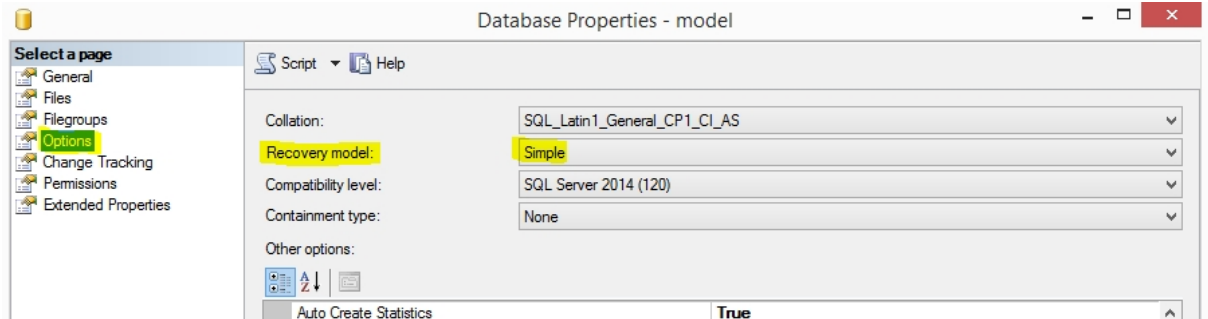 Database Properties - model
Select a page
General
Files
Filegroups
Options
Change Tracking
Permissions
Extended Properties
Script Help
Collation: SQL_Latin1_General_CP1_CI_AS
Recovery model: Simple
Compatibility level: SQL Server 2014 (120)
Containment type: None
Other options:
Auto Create Statistics True